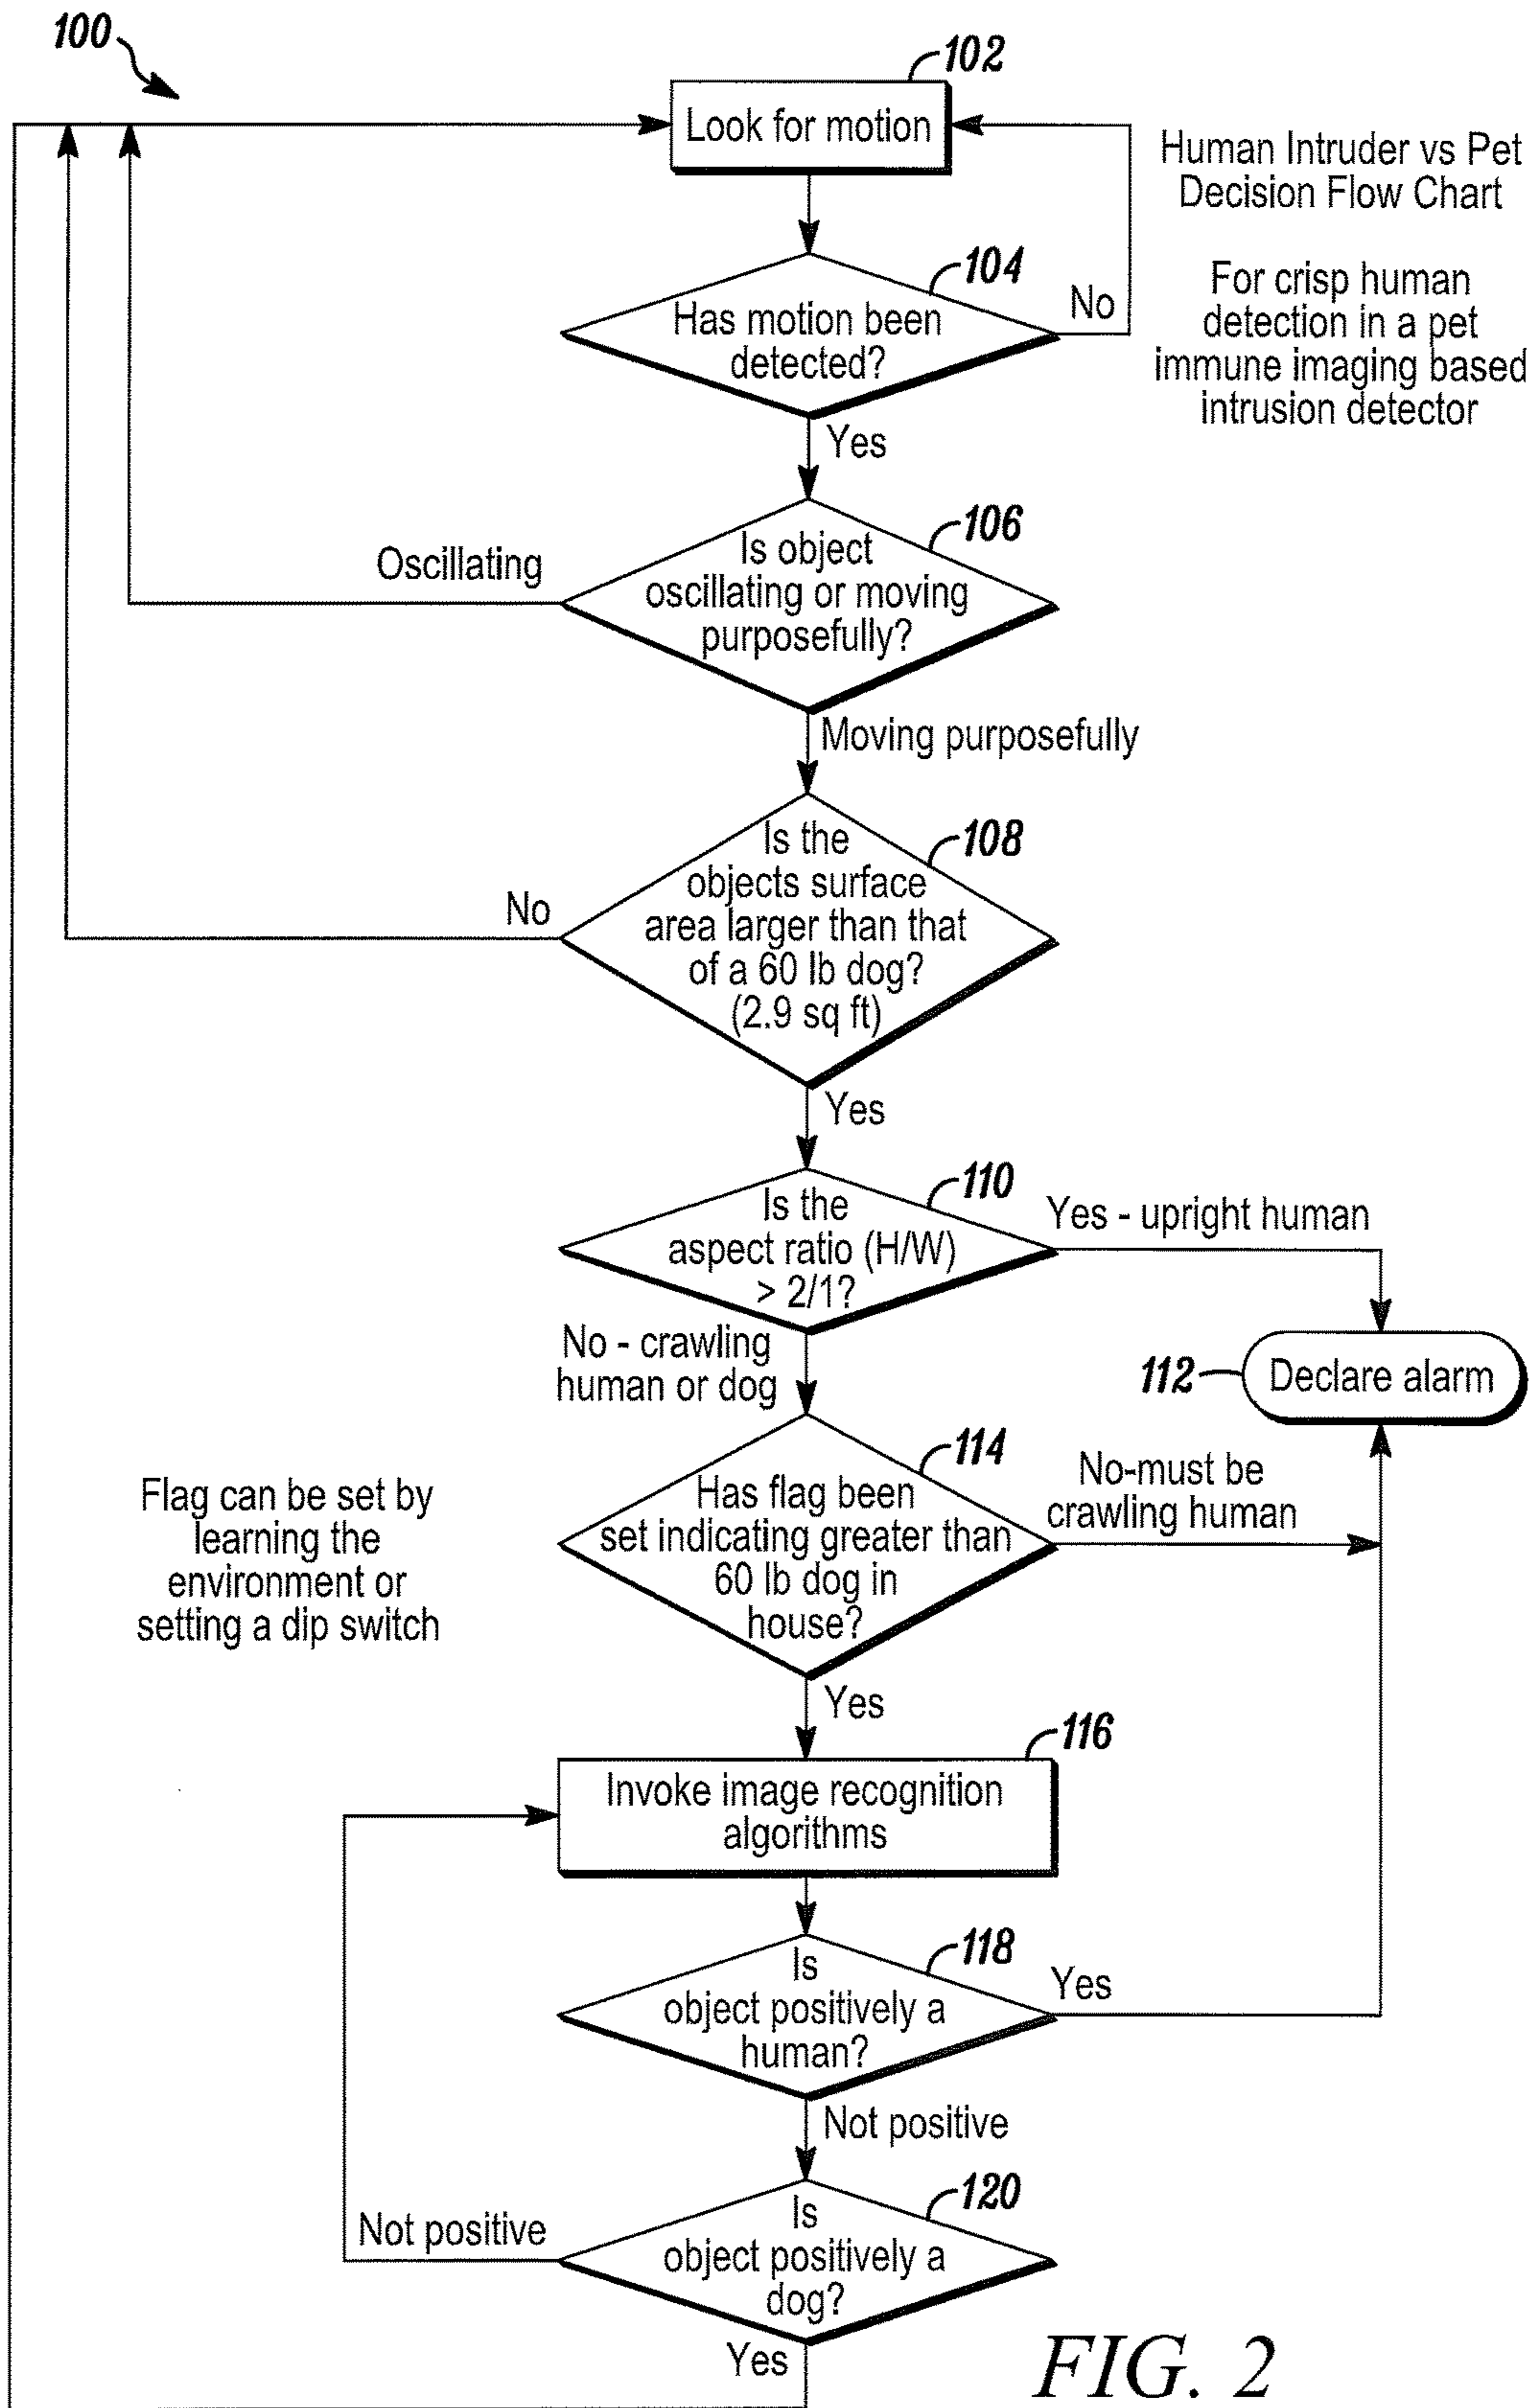 100
102
Look for motion
Human Intruder vs Pet
Decision Flow Chart
For crisp human
detection in a pet
immune imaging based
intrusion detector
104
Has motion been
detected?
No
Yes
106
Is object
oscillating or moving
purposefully?
Oscillating
Moving purposefully
108
Is the
objects surface
area larger than that
of a 60 lb dog?
(2.9 sq ft)
No
Yes
110
Is the
aspect ratio (H/W)
> 2/1?
Yes - upright human
No - crawling
human or dog
112
Declare alarm
114
Has flag been
set indicating greater than
60 lb dog in
house?
No-must be
crawling human
Flag can be set by
learning the
environment or
setting a dip switch
Yes
116
Invoke image recognition
algorithms
118
Is
object positively a
human?
Yes
Not positive
120
Is
object positively a
dog?
Not positive
Yes
FIG. 2